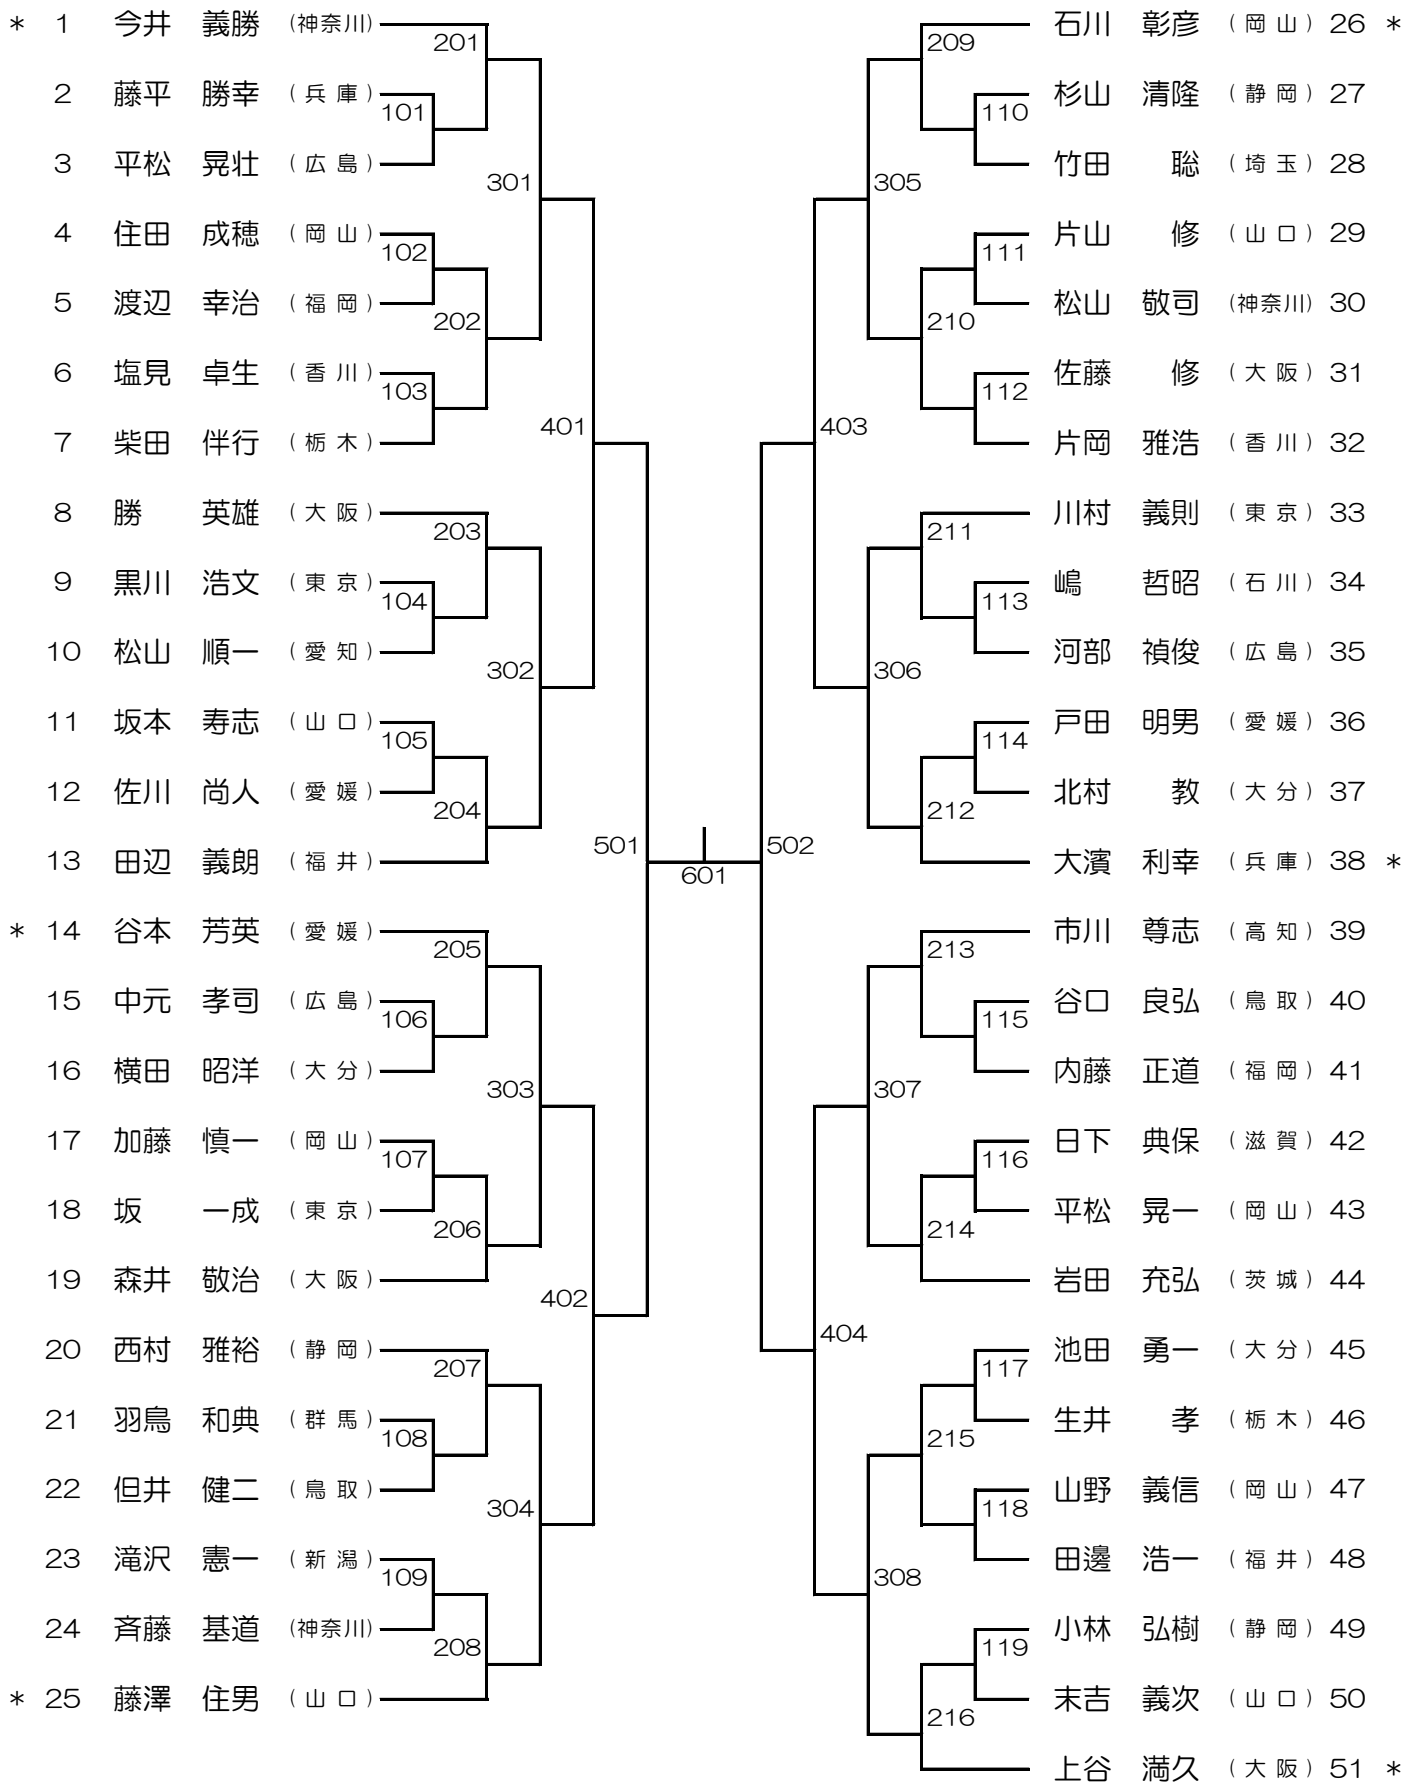 * 1 今井 義勝 (神奈川)
2 藤平 勝幸 (兵庫)
3 平松 晃壮 (広島)
4 住田 成穂 (岡山)
5 渡辺 幸治 (福岡)
6 塩見 卓生 (香川)
7 柴田 伴行 (栃木)
8 勝 英雄 (大阪)
9 黒川 浩文 (東京)
10 松山 順一 (愛知)
11 坂本 寿志 (山口)
12 佐川 尚人 (愛媛)
13 田辺 義朗 (福井)
* 14 谷本 芳英 (愛媛)
15 中元 孝司 (広島)
16 横田 昭洋 (大分)
17 加藤 慎一 (岡山)
18 坂 一成 (東京)
19 森井 敬治 (大阪)
20 西村 雅裕 (静岡)
21 羽鳥 和典 (群馬)
22 但井 健二 (鳥取)
23 滝沢 憲一 (新潟)
24 斉藤 基道 (神奈川)
* 25 藤澤 住男 (山口)
101
102
103
104
105
106
107
108
109
201
202
203
204
205
206
207
208
301
302
303
304
401
402
501
601
502
403
404
305
306
307
308
209
210
211
212
213
214
215
216
110
111
112
113
114
115
116
117
118
119
石川 彰彦 (岡山) 26 *
杉山 清隆 (静岡) 27
竹田 聡 (埼玉) 28
片山 修 (山口) 29
松山 敬司 (神奈川) 30
佐藤 修 (大阪) 31
片岡 雅浩 (香川) 32
川村 義則 (東京) 33
嶋 哲昭 (石川) 34
河部 禎俊 (広島) 35
戸田 明男 (愛媛) 36
北村 教 (大分) 37
大濱 利幸 (兵庫) 38 *
市川 尊志 (高知) 39
谷口 良弘 (鳥取) 40
内藤 正道 (福岡) 41
日下 典保 (滋賀) 42
平松 晃一 (岡山) 43
岩田 充弘 (茨城) 44
池田 勇一 (大分) 45
生井 孝 (栃木) 46
山野 義信 (岡山) 47
田邊 浩一 (福井) 48
小林 弘樹 (静岡) 49
末吉 義次 (山口) 50
上谷 満久 (大阪) 51 *